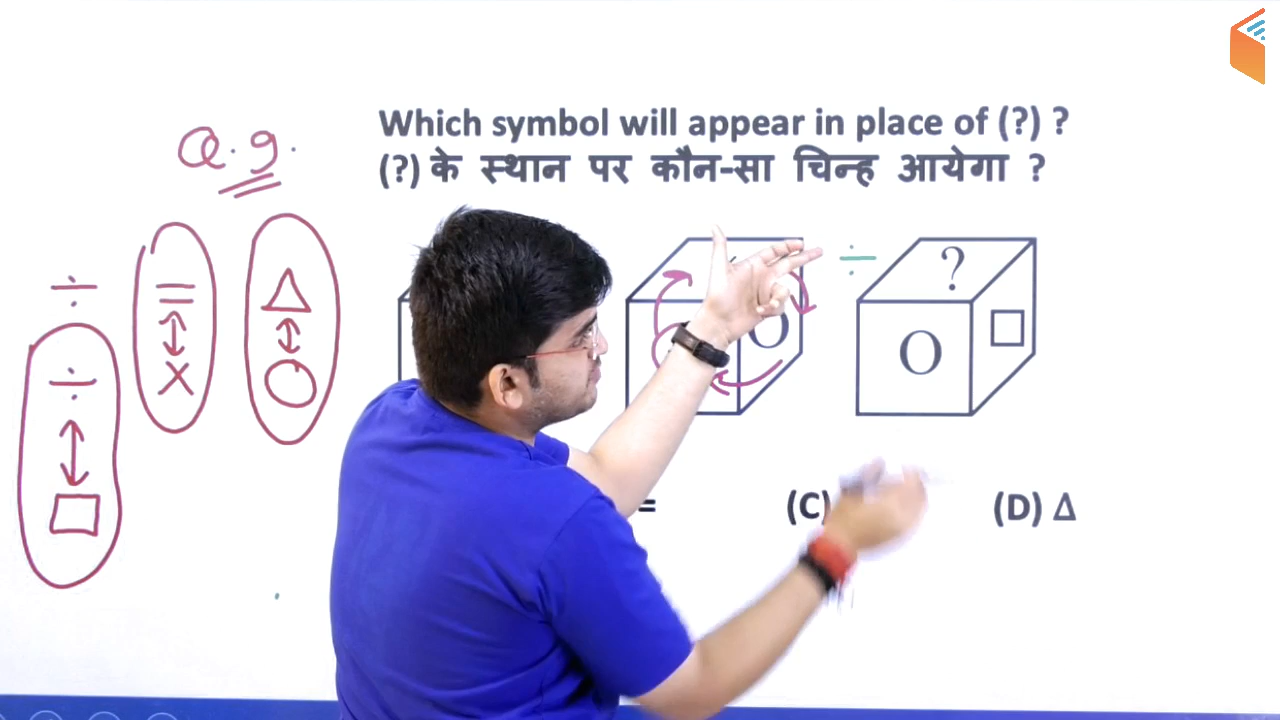 Which symbol will appear in place of (?) ?
(?) के स्थान पर कौन-सा चिन्ह आयेगा ?
Q.9.
÷
÷
□
=
X
Δ
O
O
÷
?
O
□
=
(C)
(D) Δ